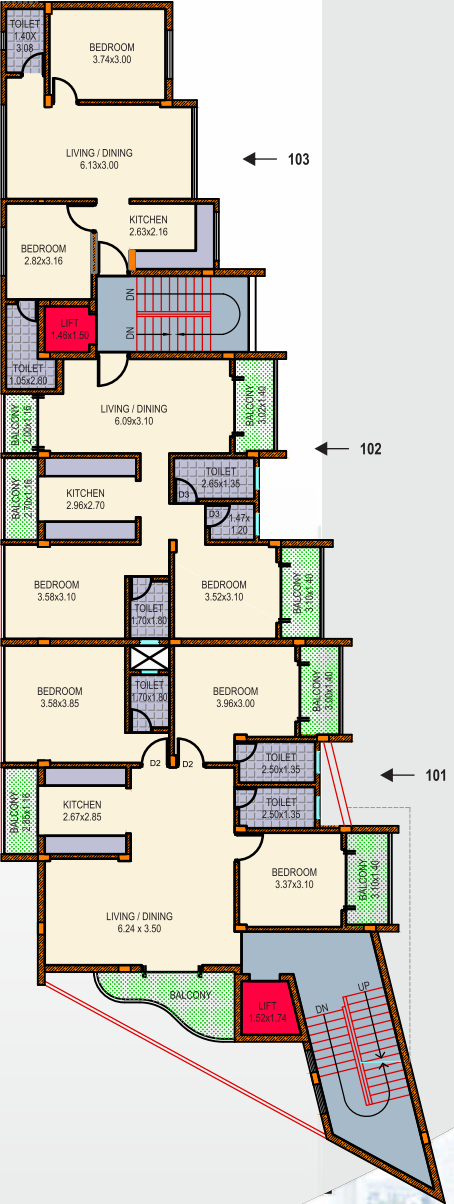 TOILET
1.40X
3.08
BEDROOM
3.74x3.00
LIVING / DINING
6.13x3.00
103
KITCHEN
2.63x2.16
BEDROOM
2.82x3.16
DN
DN
LIFT
1.46x1.50
TOILET
1.05x2.60
LIVING / DINING
6.09x3.10
BALCONY
3.02x1.40
BALCONY
102
TOILET
2.65x1.35
D3
KITCHEN
2.96x2.70
BALCONY
D3
1.47x
1.20
BEDROOM
3.58x3.10
BEDROOM
3.52x3.10
BALCONY
3.10x1.40
TOILET
1.70x1.80
TOILET
1.70x1.80
BEDROOM
3.58x3.85
BEDROOM
3.96x3.00
BALCONY
D2
D2
TOILET
2.50x1.35
101
KITCHEN
2.67x2.85
BALCONY
TOILET
2.50x1.35
BEDROOM
3.37x3.10
BALCONY
3.10x1.40
LIVING / DINING
6.24 x 3.50
BALCONY
LIFT
1.52x1.74
DN
UP